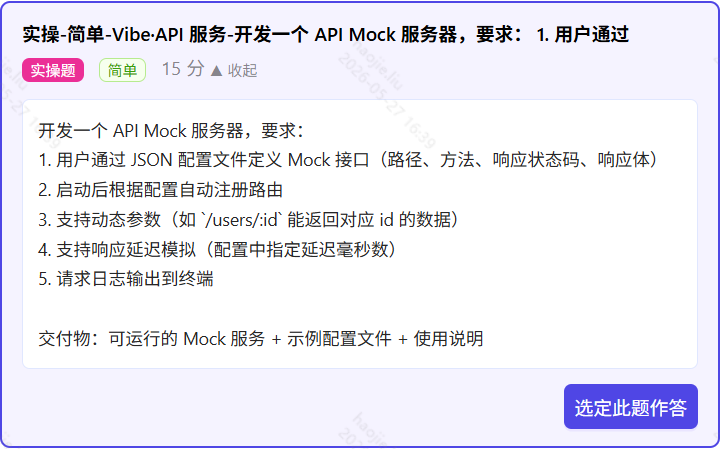 实操-简单-Vibe·API 服务-开发一个 API Mock 服务器，要求： 1. 用户通过
实操题 简单 15 分 ▲ 收起
开发一个 API Mock 服务器，要求：
1. 用户通过 JSON 配置文件定义 Mock 接口（路径、方法、响应状态码、响应体）
2. 启动后根据配置自动注册路由
3. 支持动态参数（如 `/users/:id` 能返回对应 id 的数据）
4. 支持响应延迟模拟（配置中指定延迟毫秒数）
5. 请求日志输出到终端
交付物：可运行的 Mock 服务 + 示例配置文件 + 使用说明
选定此题作答
haojie.liu
2026-05-27 16:39